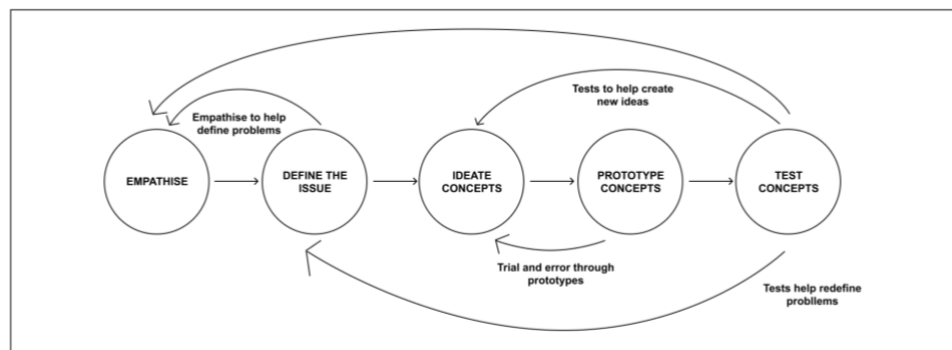 Tests to help create
new ideas
Empathise to help
define problems
EMPATHISE
DEFINE THE
ISSUE
IDEATE
CONCEPTS
PROTOTYPE
CONCEPTS
TEST
CONCEPTS
Trial and error through
prototypes
Tests help redefine
probllems